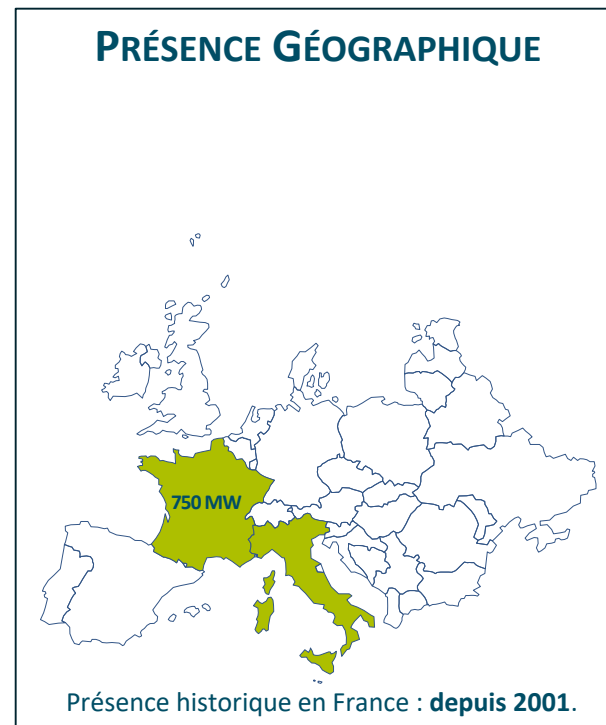 PRÉSENCE GÉOGRAPHIQUE
750 MW
Présence historique en France : depuis 2001.